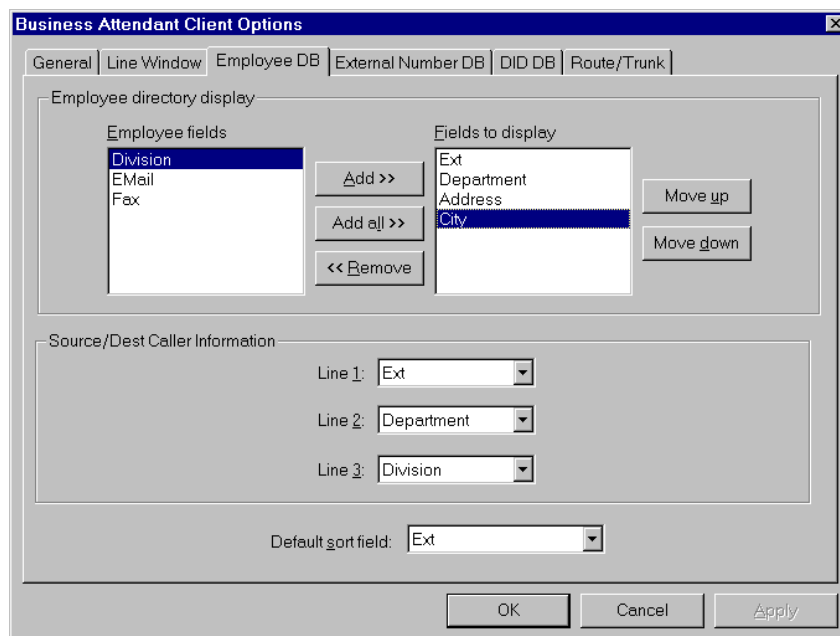 Business Attendant Client Options
General Line Window Employee DB External Number DB DID DB Route/Trunk
Employee directory display
Employee fields
Division
EMail
Fax
Add >>
Add all >>
<< Remove
Fields to display
Ext
Department
Address
City
Move up
Move down
Source/Dest Caller Information
Line 1: Ext
Line 2: Department
Line 3: Division
Default sort field: Ext
OK Cancel Apply